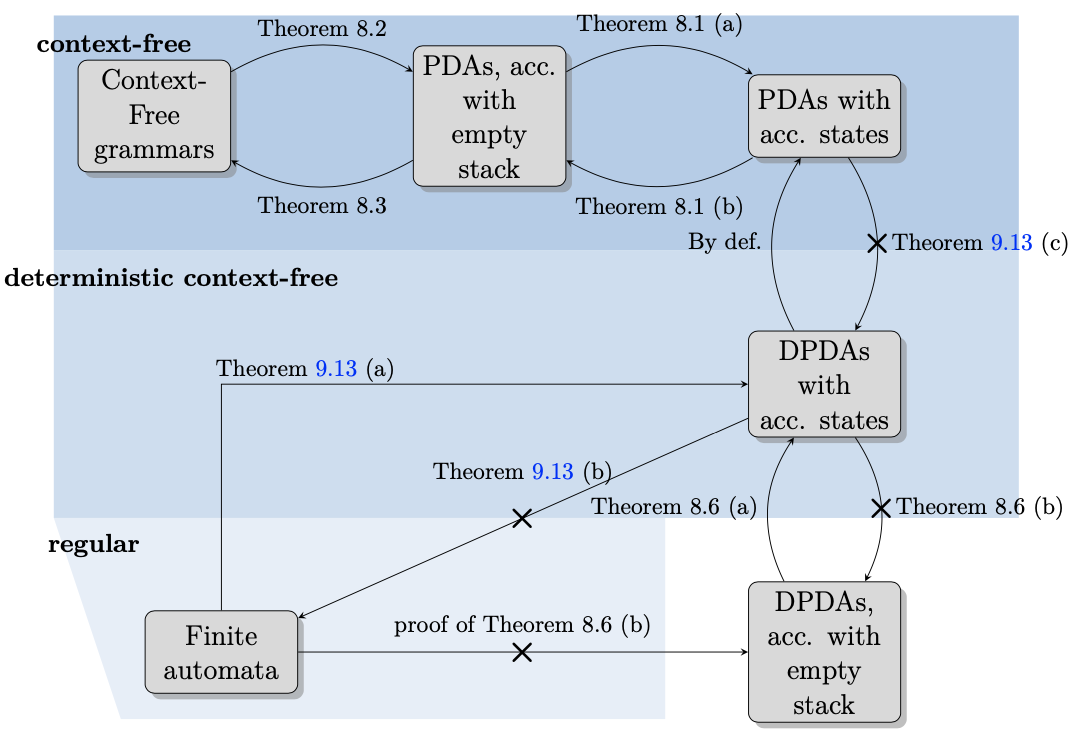 Theorem 8.2
Theorem 8.1 (a)
context-free
Context-
Free
grammars
PDAs, acc.
with
empty
stack
PDAs with
acc. states
Theorem 8.3
Theorem 8.1 (b)
By def.
Theorem 9.13 (c)
deterministic context-free
Theorem 9.13 (a)
DPDAs
with
acc. states
Theorem 9.13 (b)
Theorem 8.6 (a)
Theorem 8.6 (b)
regular
proof of Theorem 8.6 (b)
Finite
automata
DPDAs,
acc. with
empty
stack